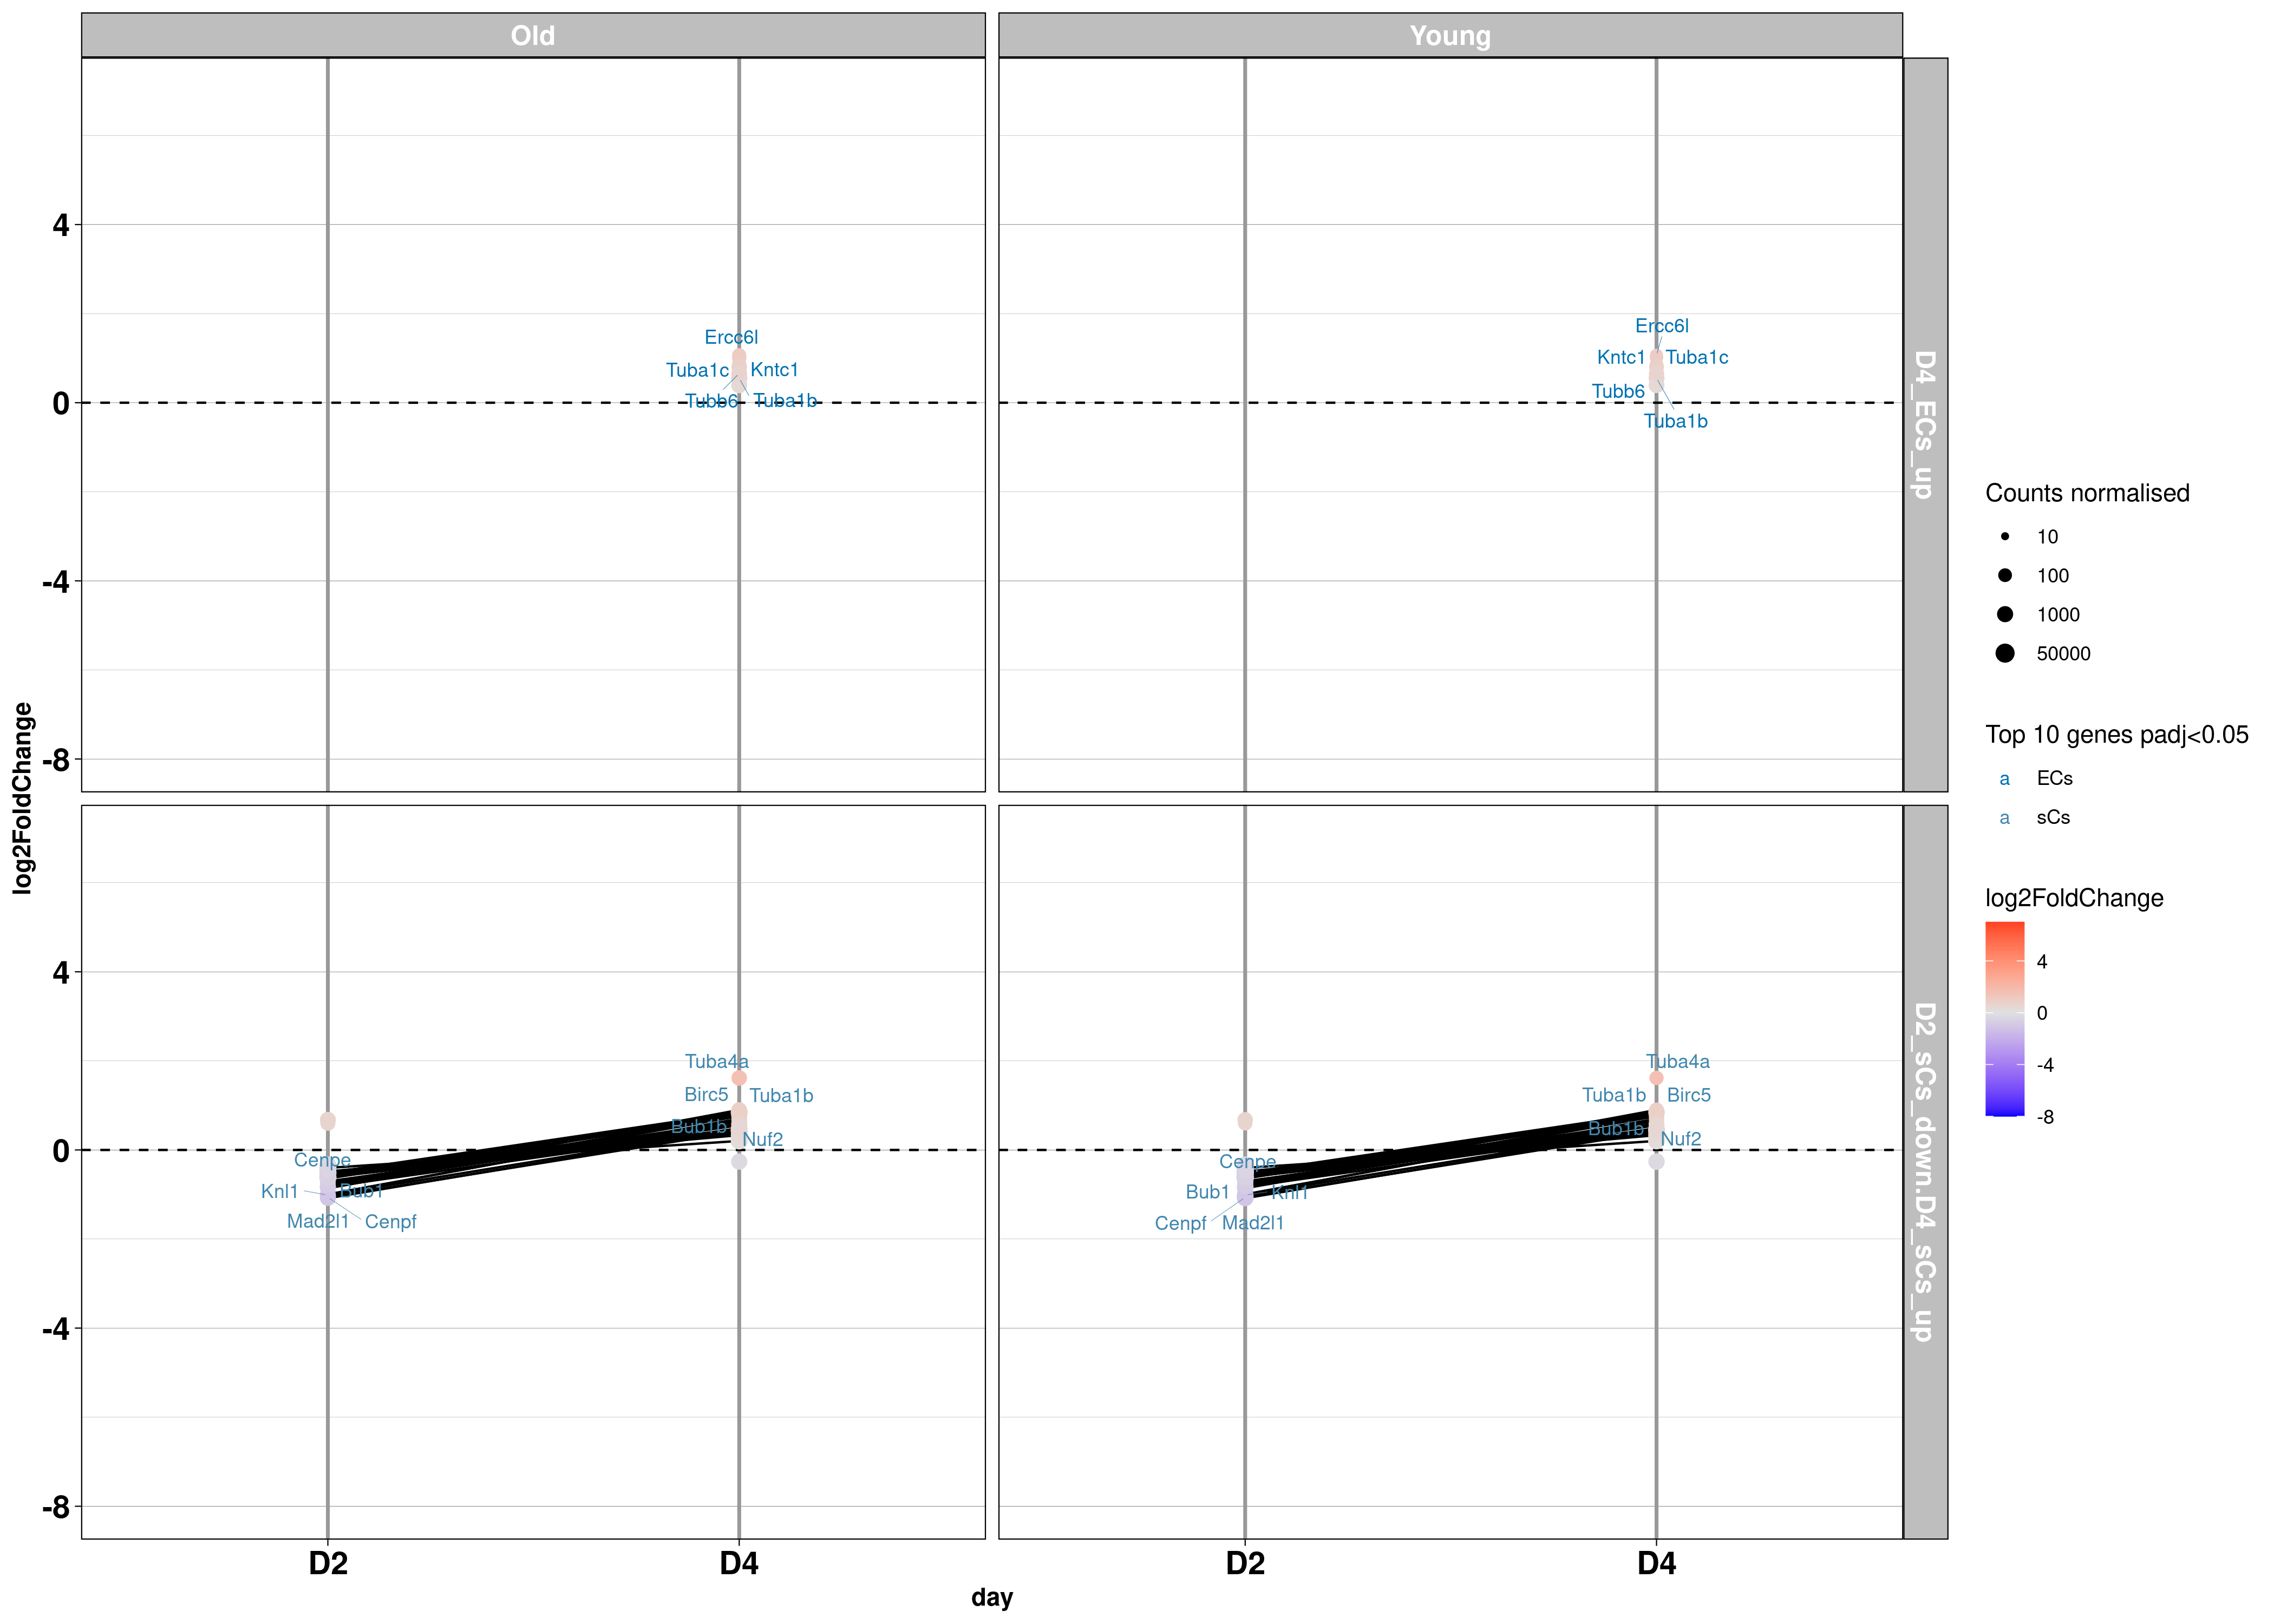 Old
Young
4
0
-4
-8
Ercc6l
Tuba1c
Kntc1
Tubb6
Tuba1b
Ercc6l
Kntc1
Tuba1c
Tubb6
Tuba1b
D4_ECs_up
4
0
-4
-8
Tuba4a
Birc5
Tuba1b
Bub1b
Nuf2
Cenpe
Knl1
Bub1
Mad2l1
Cenpf
Tuba4a
Tuba1b
Birc5
Bub1b
Nuf2
Cenpe
Bub1
Knl1
Cenpf
Mad2l1
D2_sCs_down.D4_sCs_up
D2
D4
D2
D4
day
log2FoldChange
Counts normalised
10
100
1000
50000
Top 10 genes padj<0.05
a ECs
a sCs
log2FoldChange
4
0
-4
-8